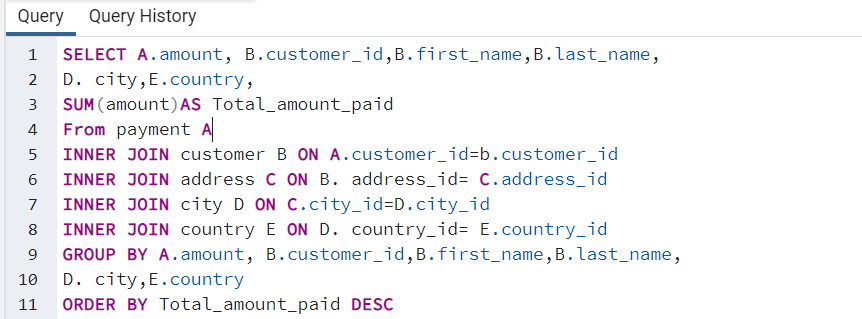 Query Query History
1 SELECT A.amount, B.customer_id,B.first_name,B.last_name,
2 D. city,E.country,
3 SUM(amount)AS Total_amount_paid
4 From payment A
5 INNER JOIN customer B ON A.customer_id=b.customer_id
6 INNER JOIN address C ON B. address_id= C.address_id
7 INNER JOIN city D ON C.city_id=D.city_id
8 INNER JOIN country E ON D. country_id= E.country_id
9 GROUP BY A.amount, B.customer_id,B.first_name,B.last_name,
10 D. city,E.country
11 ORDER BY Total_amount_paid DESC